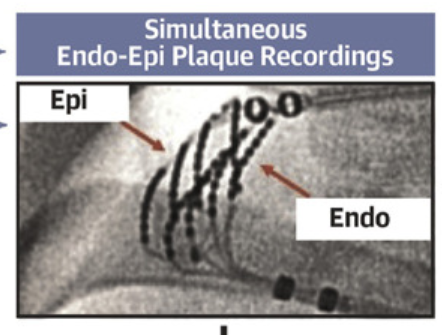 Simultaneous
Endo-Epi Plaque Recordings
Epi
Endo